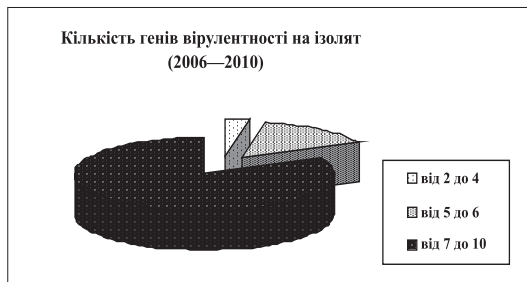 Кількість генів вірулентності на ізолят
(2006—2010)
від 2 до 4
від 5 до 6
від 7 до 10